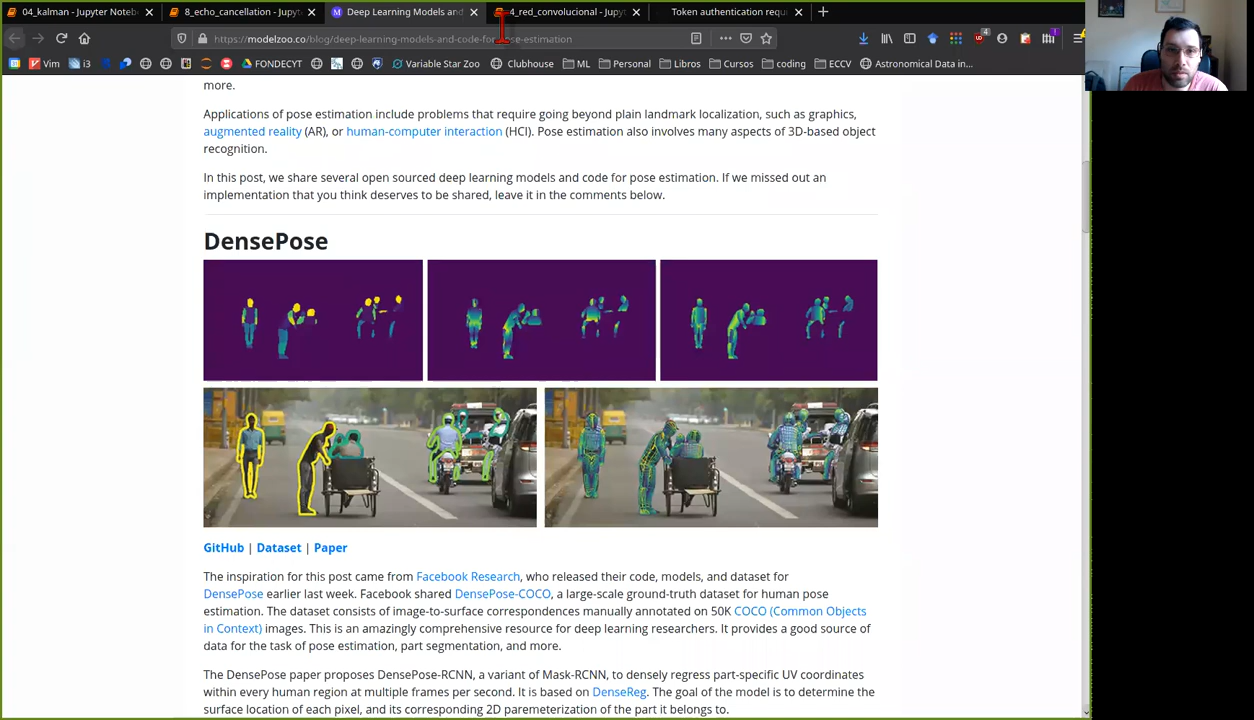 04_kalman - Jupyter Noteb
8_echo_cancellation - Jupyt
Deep Learning Models and
4_red_convolucional - Jupyt
Token authentication requ
https://modelzoo.co/blog/deep-learning-models-and-code-for-pose-estimation
4
1
Vim
i3
FONDECYT
Variable Star Zoo
Clubhouse
ML
Personal
Libros
Cursos
coding
ECCV
Astronomical Data in...
more.
Applications of pose estimation include problems that require going beyond plain landmark localization, such as graphics,
augmented reality (AR), or human-computer interaction (HCI). Pose estimation also involves many aspects of 3D-based object
recognition.
In this post, we share several open sourced deep learning models and code for pose estimation. If we missed out an
implementation that you think deserves to be shared, leave it in the comments below.
DensePose
GitHub | Dataset | Paper
The inspiration for this post came from Facebook Research, who released their code, models, and dataset for
DensePose earlier last week. Facebook shared DensePose-COCO, a large-scale ground-truth dataset for human pose
estimation. The dataset consists of image-to-surface correspondences manually annotated on 50K COCO (Common Objects
in Context) images. This is an amazingly comprehensive resource for deep learning researchers. It provides a good source of
data for the task of pose estimation, part segmentation, and more.
The DensePose paper proposes DensePose-RCNN, a variant of Mask-RCNN, to densely regress part-specific UV coordinates
within every human region at multiple frames per second. It is based on DenseReg. The goal of the model is to determine the
surface location of each pixel, and its corresponding 2D paremeterization of the part it belongs to.